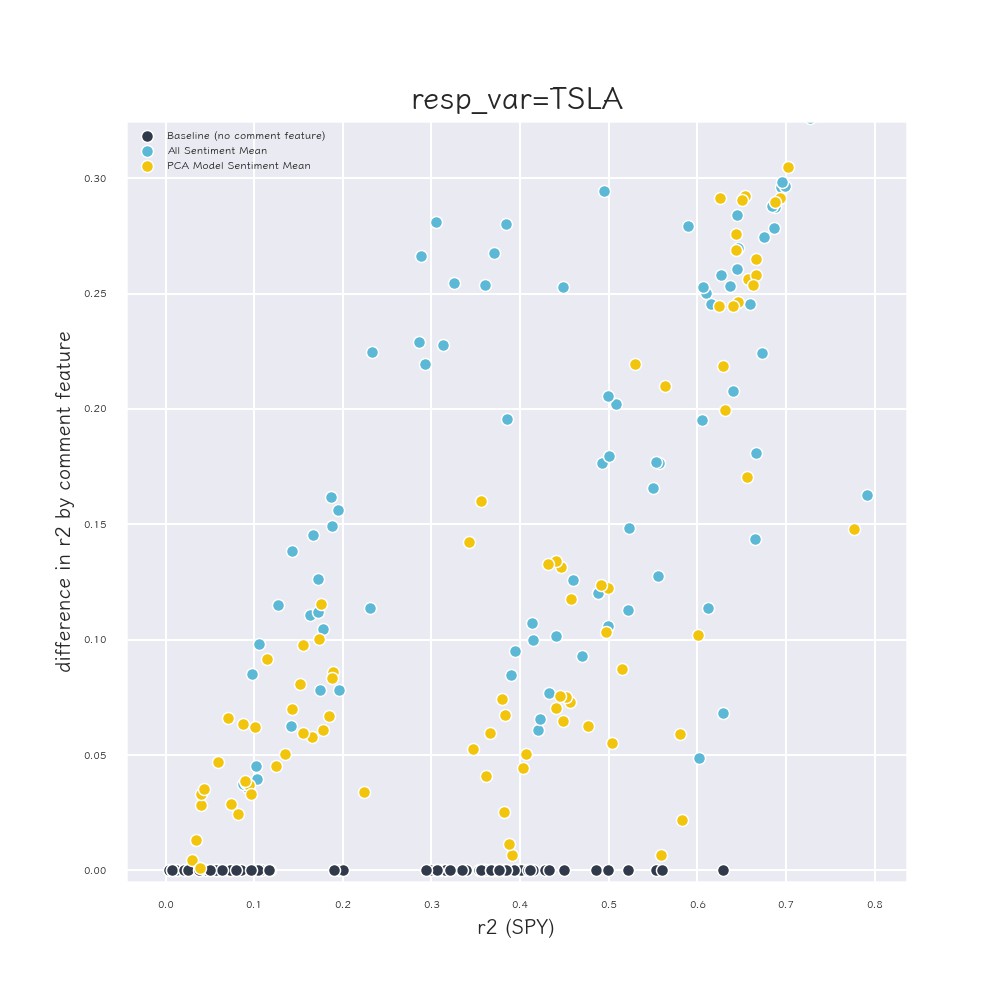 resp_var=TSLA
Baseline (no comment feature)
All Sentiment Mean
PCA Model Sentiment Mean
difference in r2 by comment feature
0.30
0.25
0.20
0.15
0.10
0.05
0.00
0.0 0.1 0.2 0.3 0.4 0.5 0.6 0.7 0.8
r2 (SPY)